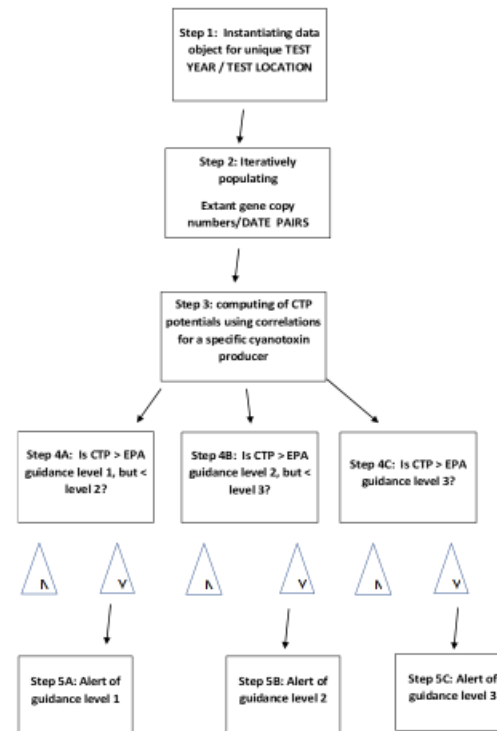 Step 1: Instantiating data
object for unique TEST
YEAR / TEST LOCATION
Step 2: Iteratively
populating
Extant gene copy
numbers/DATE PAIRS
Step 3: computing of CTP
potentials using correlations
for a specific cyanotoxin
producer
Step 4A: Is CTP > EPA
guidance level 1, but <
level 2?
Step 4B: Is CTP > EPA
guidance level 2, but <
level 3?
Step 4C: Is CTP > EPA
guidance level 3?
Step 5A: Alert of
guidance level 1
Step 5B: Alert of
guidance level 2
Step 5C: Alert of
guidance level 3